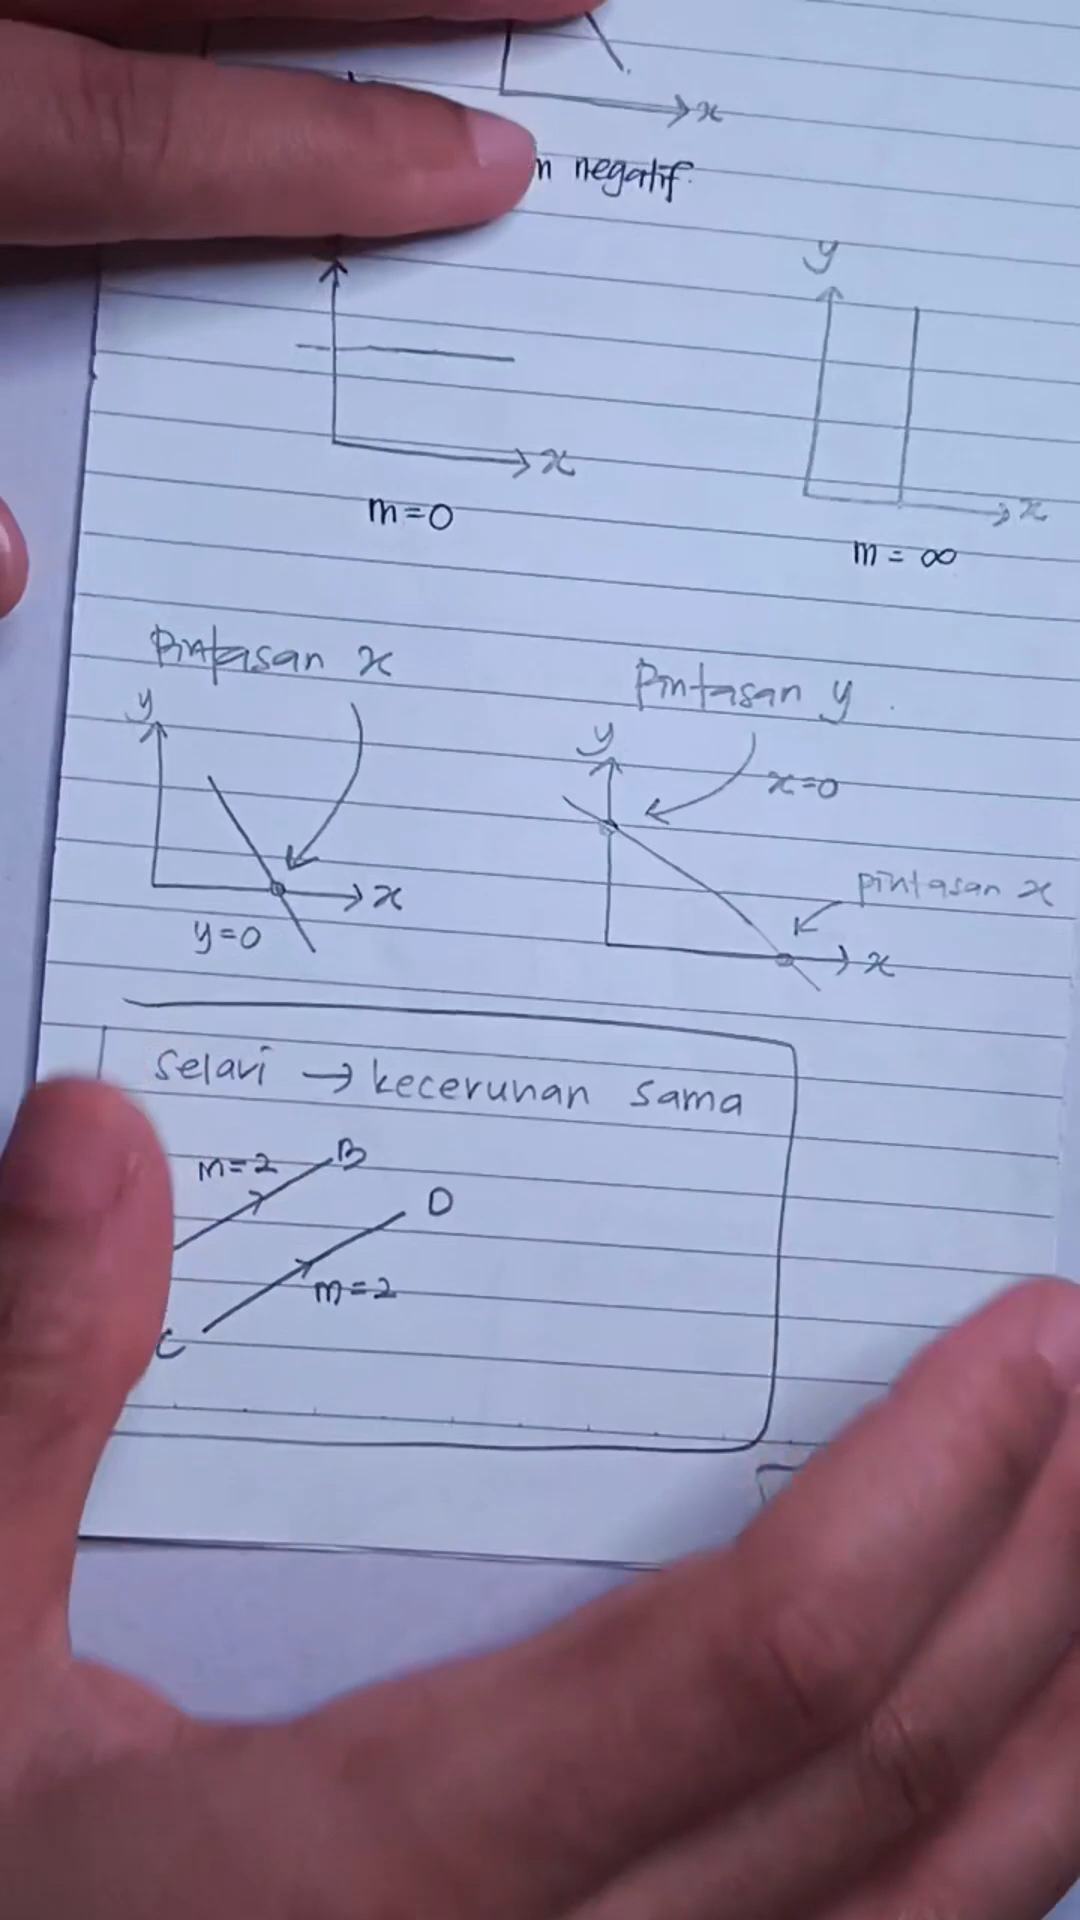 x
m negatif
y
x
x
m=0
m = ∞
Pintasan x
Pintasan y
y
y
x=0
pintasan x
x
y=0
x
Selari → kecerunan sama
m=2
B
D
m=2
C